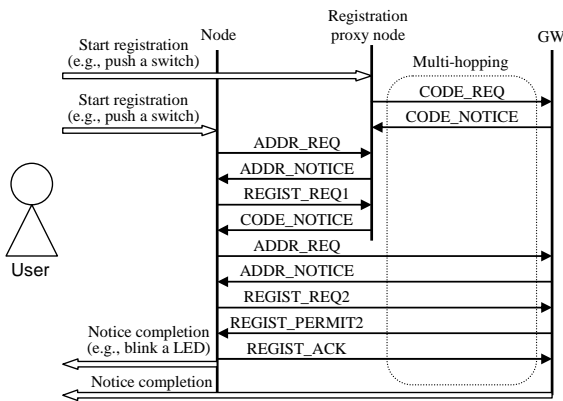 Registration
Node
proxy node
GW
Start registration
(e.g., push a switch)
Multi-hopping
CODE_REQ
Start registration
(e.g., push a switch)
CODE_NOTICE
ADDR_REQ
ADDR_NOTICE
REGIST_REQ1
CODE_NOTICE
ADDR_REQ
User
ADDR_NOTICE
REGIST_REQ2
Notice completion
(e.g., blink a LED)
REGIST_PERMIT2
REGIST_ACK
Notice completion